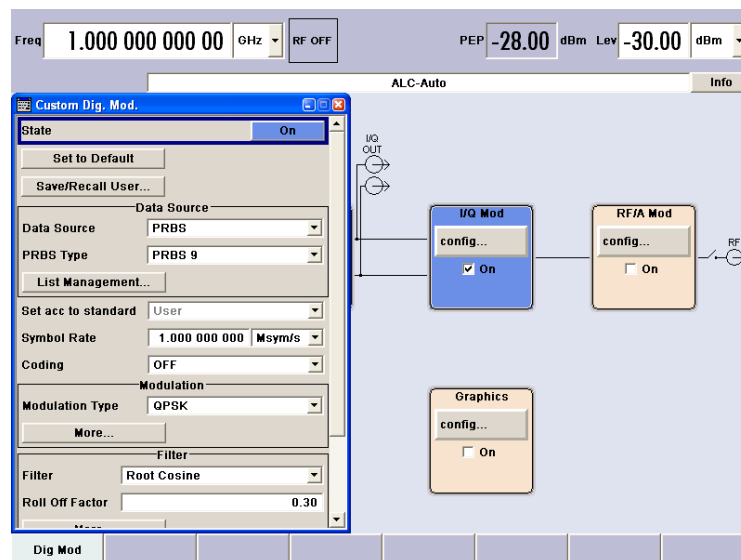 Freq 1.000 000 000 00 GHz RF OFF PEP -28.00 dBm Lev -30.00 dBm
ALC-Auto Info
Custom Dig. Mod.
State On
Set to Default
Save/Recall User...
Data Source
Data Source PRBS
PRBS Type PRBS 9
List Management...
Set acc to standard User
Symbol Rate 1.000 000 000 Msym/s
Coding OFF
Modulation
Modulation Type QPSK
More...
Filter
Filter Root Cosine
Roll Off Factor 0.30
I/Q
OUT
I/Q Mod
config...
On
RF/A Mod
config...
On
RF
Graphics
config...
On
Dig Mod